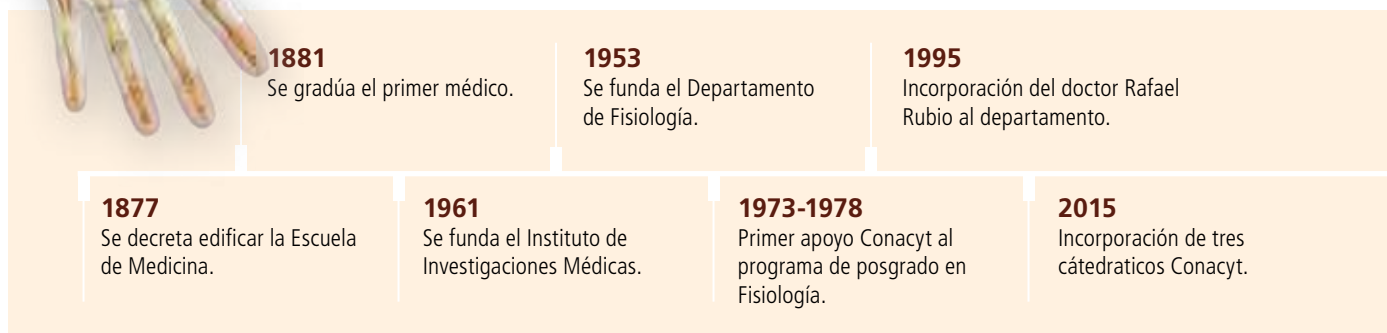 1881
Se gradúa el primer médico.
1953
Se funda el Departamento
de Fisiología.
1995
Incorporación del doctor Rafael
Rubio al departamento.
1877
Se decreta edificar la Escuela
de Medicina.
1961
Se funda el Instituto de
Investigaciones Médicas.
1973-1978
Primer apoyo Conacyt al
programa de posgrado en
Fisiología.
2015
Incorporación de tres
cátedraticos Conacyt.